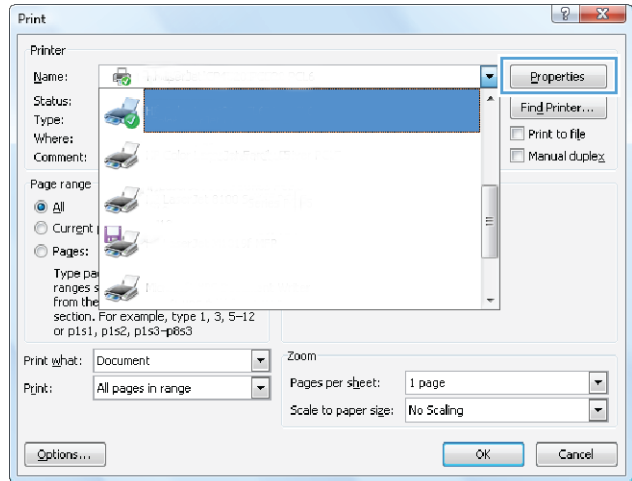 Print
Printer
Name:
Properties
Status:
Find Printer...
Type:
Where:
Print to file
Comment:
Manual duplex
Page range
All
Current
Pages:
Type
ranges
from the
section. For example, type 1, 3, 5-12
or p1s1, p1s2, p1s3-p8s3
Print what: Document
Zoom
Pages per sheet: 1 page
Print: All pages in range
Scale to paper size: No Scaling
Options...
OK
Cancel